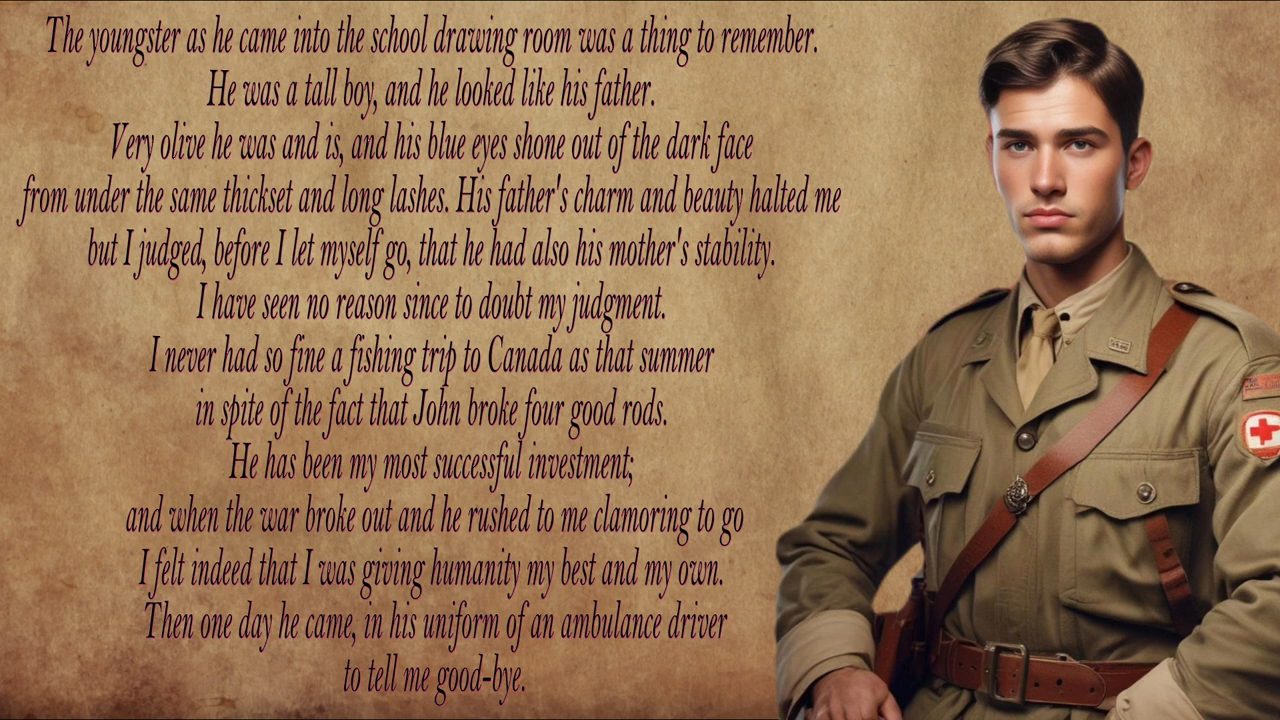 The youngster as he came into the school drawing room was a thing to remember.
He was a tall boy, and he looked like his father.
Very olive he was and is, and his blue eyes shone out of the dark face
from under the same thickset and long lashes. His father's charm and beauty halted me
but I judged, before I let myself go, that he had also his mother's stability.
I have seen no reason since to doubt my judgment.
I never had so fine a fishing trip to Canada as that summer
in spite of the fact that John broke four good rods.
He has been my most successful investment;
and when the war broke out and he rushed to me clamoring to go
I felt indeed that I was giving humanity my best and my own.
Then one day he came, in his uniform of an ambulance driver
to tell me good-bye.